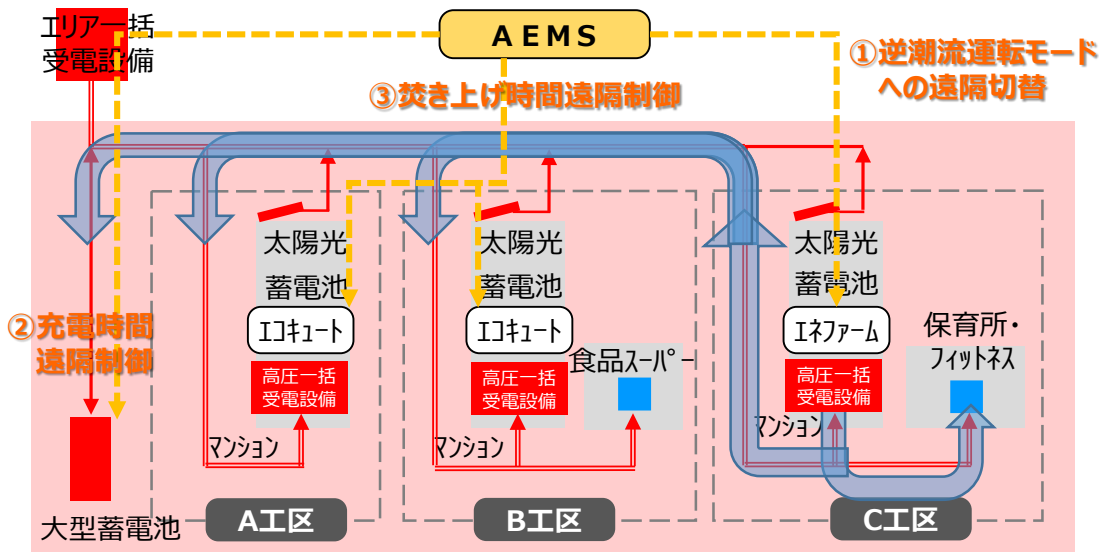 エリア一括
受電設備
AEMS
①逆潮流運転モード
への遠隔切替
③焚き上げ時間遠隔制御
太陽光
蓄電池
エコキュート
高圧一括
受電設備
マンション
太陽光
蓄電池
エコキュート
高圧一括
受電設備
食品スーパー
マンション
太陽光
蓄電池
エネファーム
高圧一括
受電設備
マンション
保育所・
フィットネス
②充電時間
遠隔制御
大型蓄電池
A工区
B工区
C工区